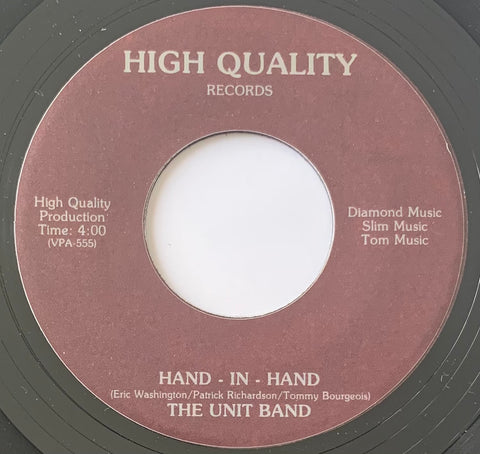 HIGH QUALITY
RECORDS
High Quality
Production
Time: 4:00
(VPA-555)
Diamond Music
Slim Music
Tom Music
HAND - IN - HAND
(Eric Washington/Patrick Richardson/Tommy Bourgeois)
THE UNIT BAND